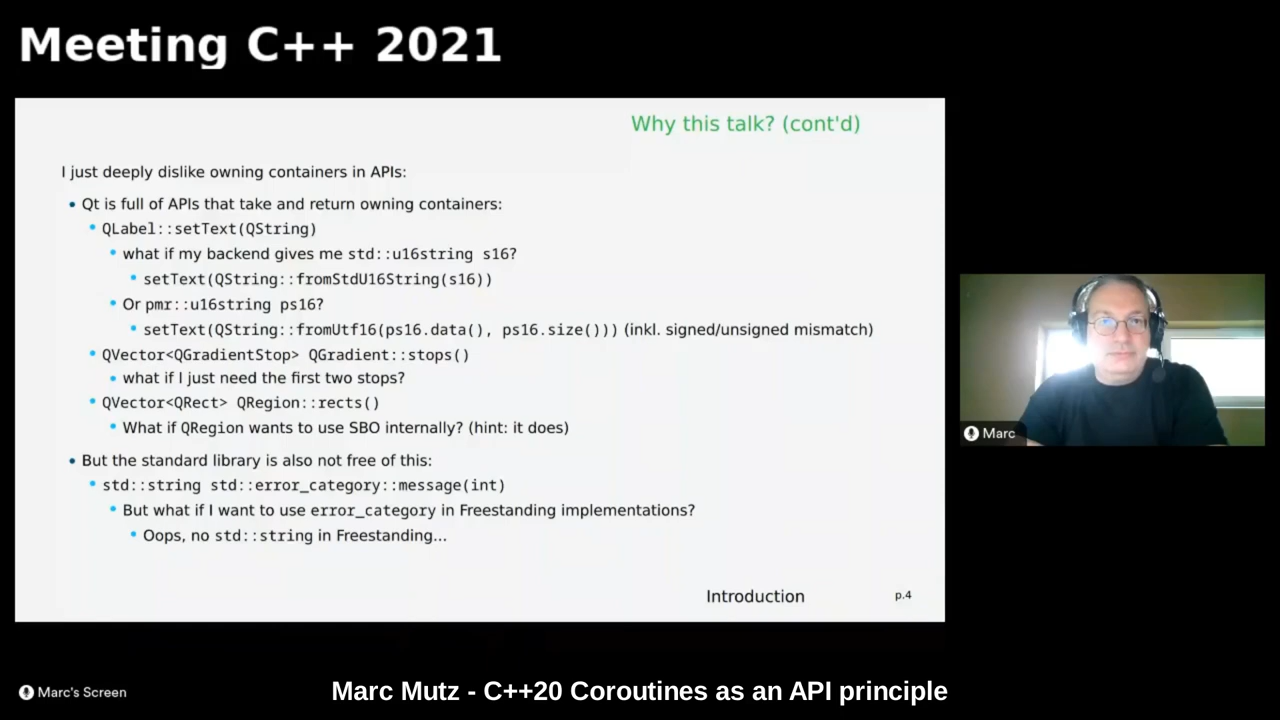 Meeting C++ 2021
Why this talk? (cont'd)
I just deeply dislike owning containers in APIs:
• Qt is full of APIs that take and return owning containers:
• QLabel::setText(QString)
• what if my backend gives me std::u16string s16?
• setText(QString::fromStdU16String(s16))
• Or pmr::u16string ps16?
• setText(QString::fromUtf16(ps16.data(), ps16.size())) (inkl. signed/unsigned mismatch)
• QVector<QGradientStop> QGradient::stops()
• what if I just need the first two stops?
• QVector<QRect> QRegion::rects()
• What if QRegion wants to use SBO internally? (hint: it does)
• But the standard library is also not free of this:
• std::string std::error_category::message(int)
• But what if I want to use error_category in Freestanding implementations?
• Oops, no std::string in Freestanding...
Introduction p.4
Marc
Marc's Screen
Marc Mutz - C++20 Coroutines as an API principle